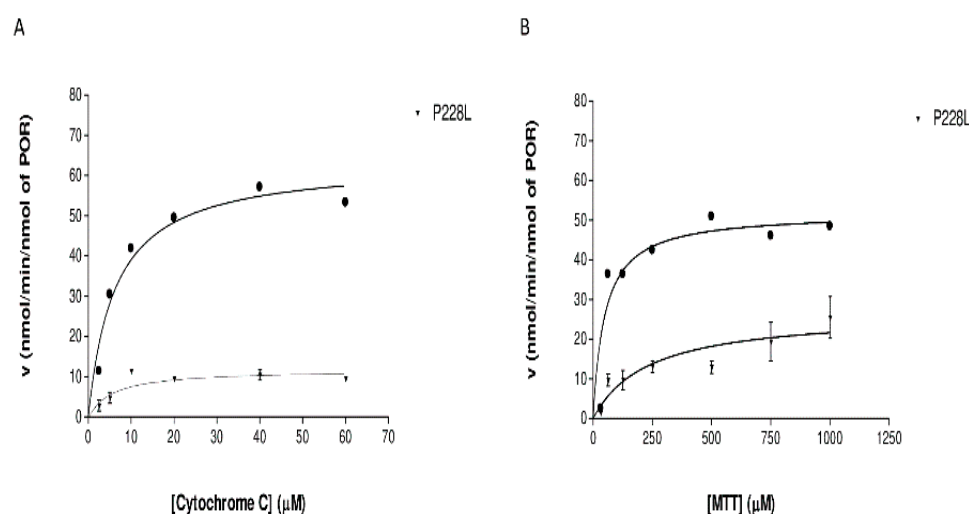 A
80
70
60
50
40
30
20
10
0
0 10 20 30 40 50 60 70
v (nmol/min/nmol of POR)
[Cytochrome C] (μM)
P228L
B
80
70
60
50
40
30
20
10
0
0 250 500 750 1000 1250
v (nmol/min/nmol of POR)
[MTT] (μM)
P228L